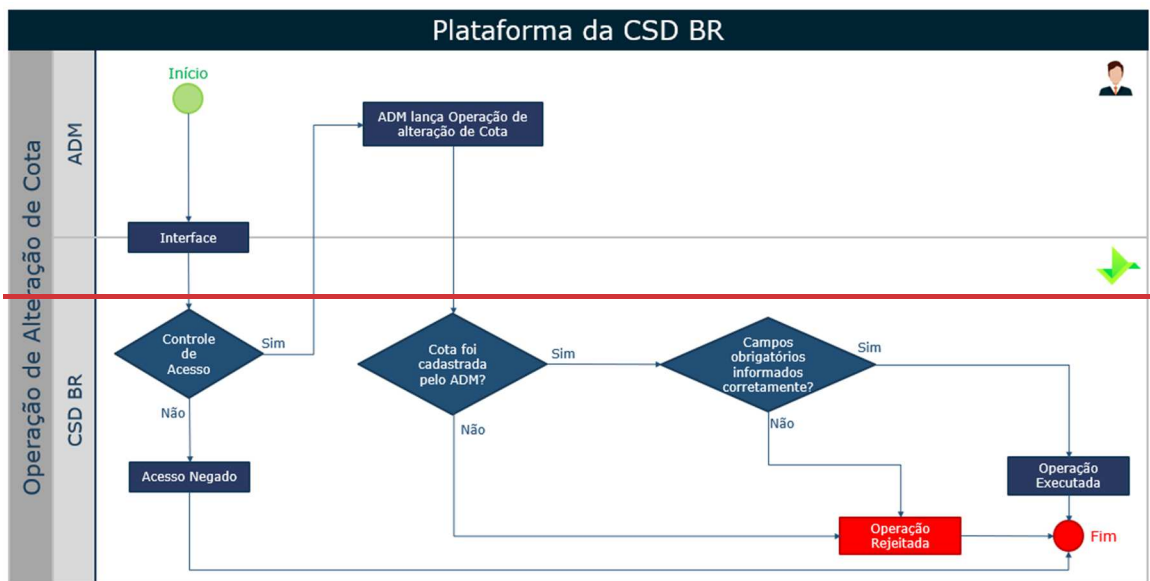 Plataforma da CSD BR
Operação de Alteração de Cota
ADM
Início
ADM lança Operação de
alteração de Cota
Interface
CSD BR
Controle
de
Acesso
Sim
Cota foi
cadastrada
pelo ADM?
Sim
Campos
obrigatórios
informados
corretamente?
Sim
Não
Não
Não
Acesso Negado
Operação
Executada
Operação
Rejeitada
Fim